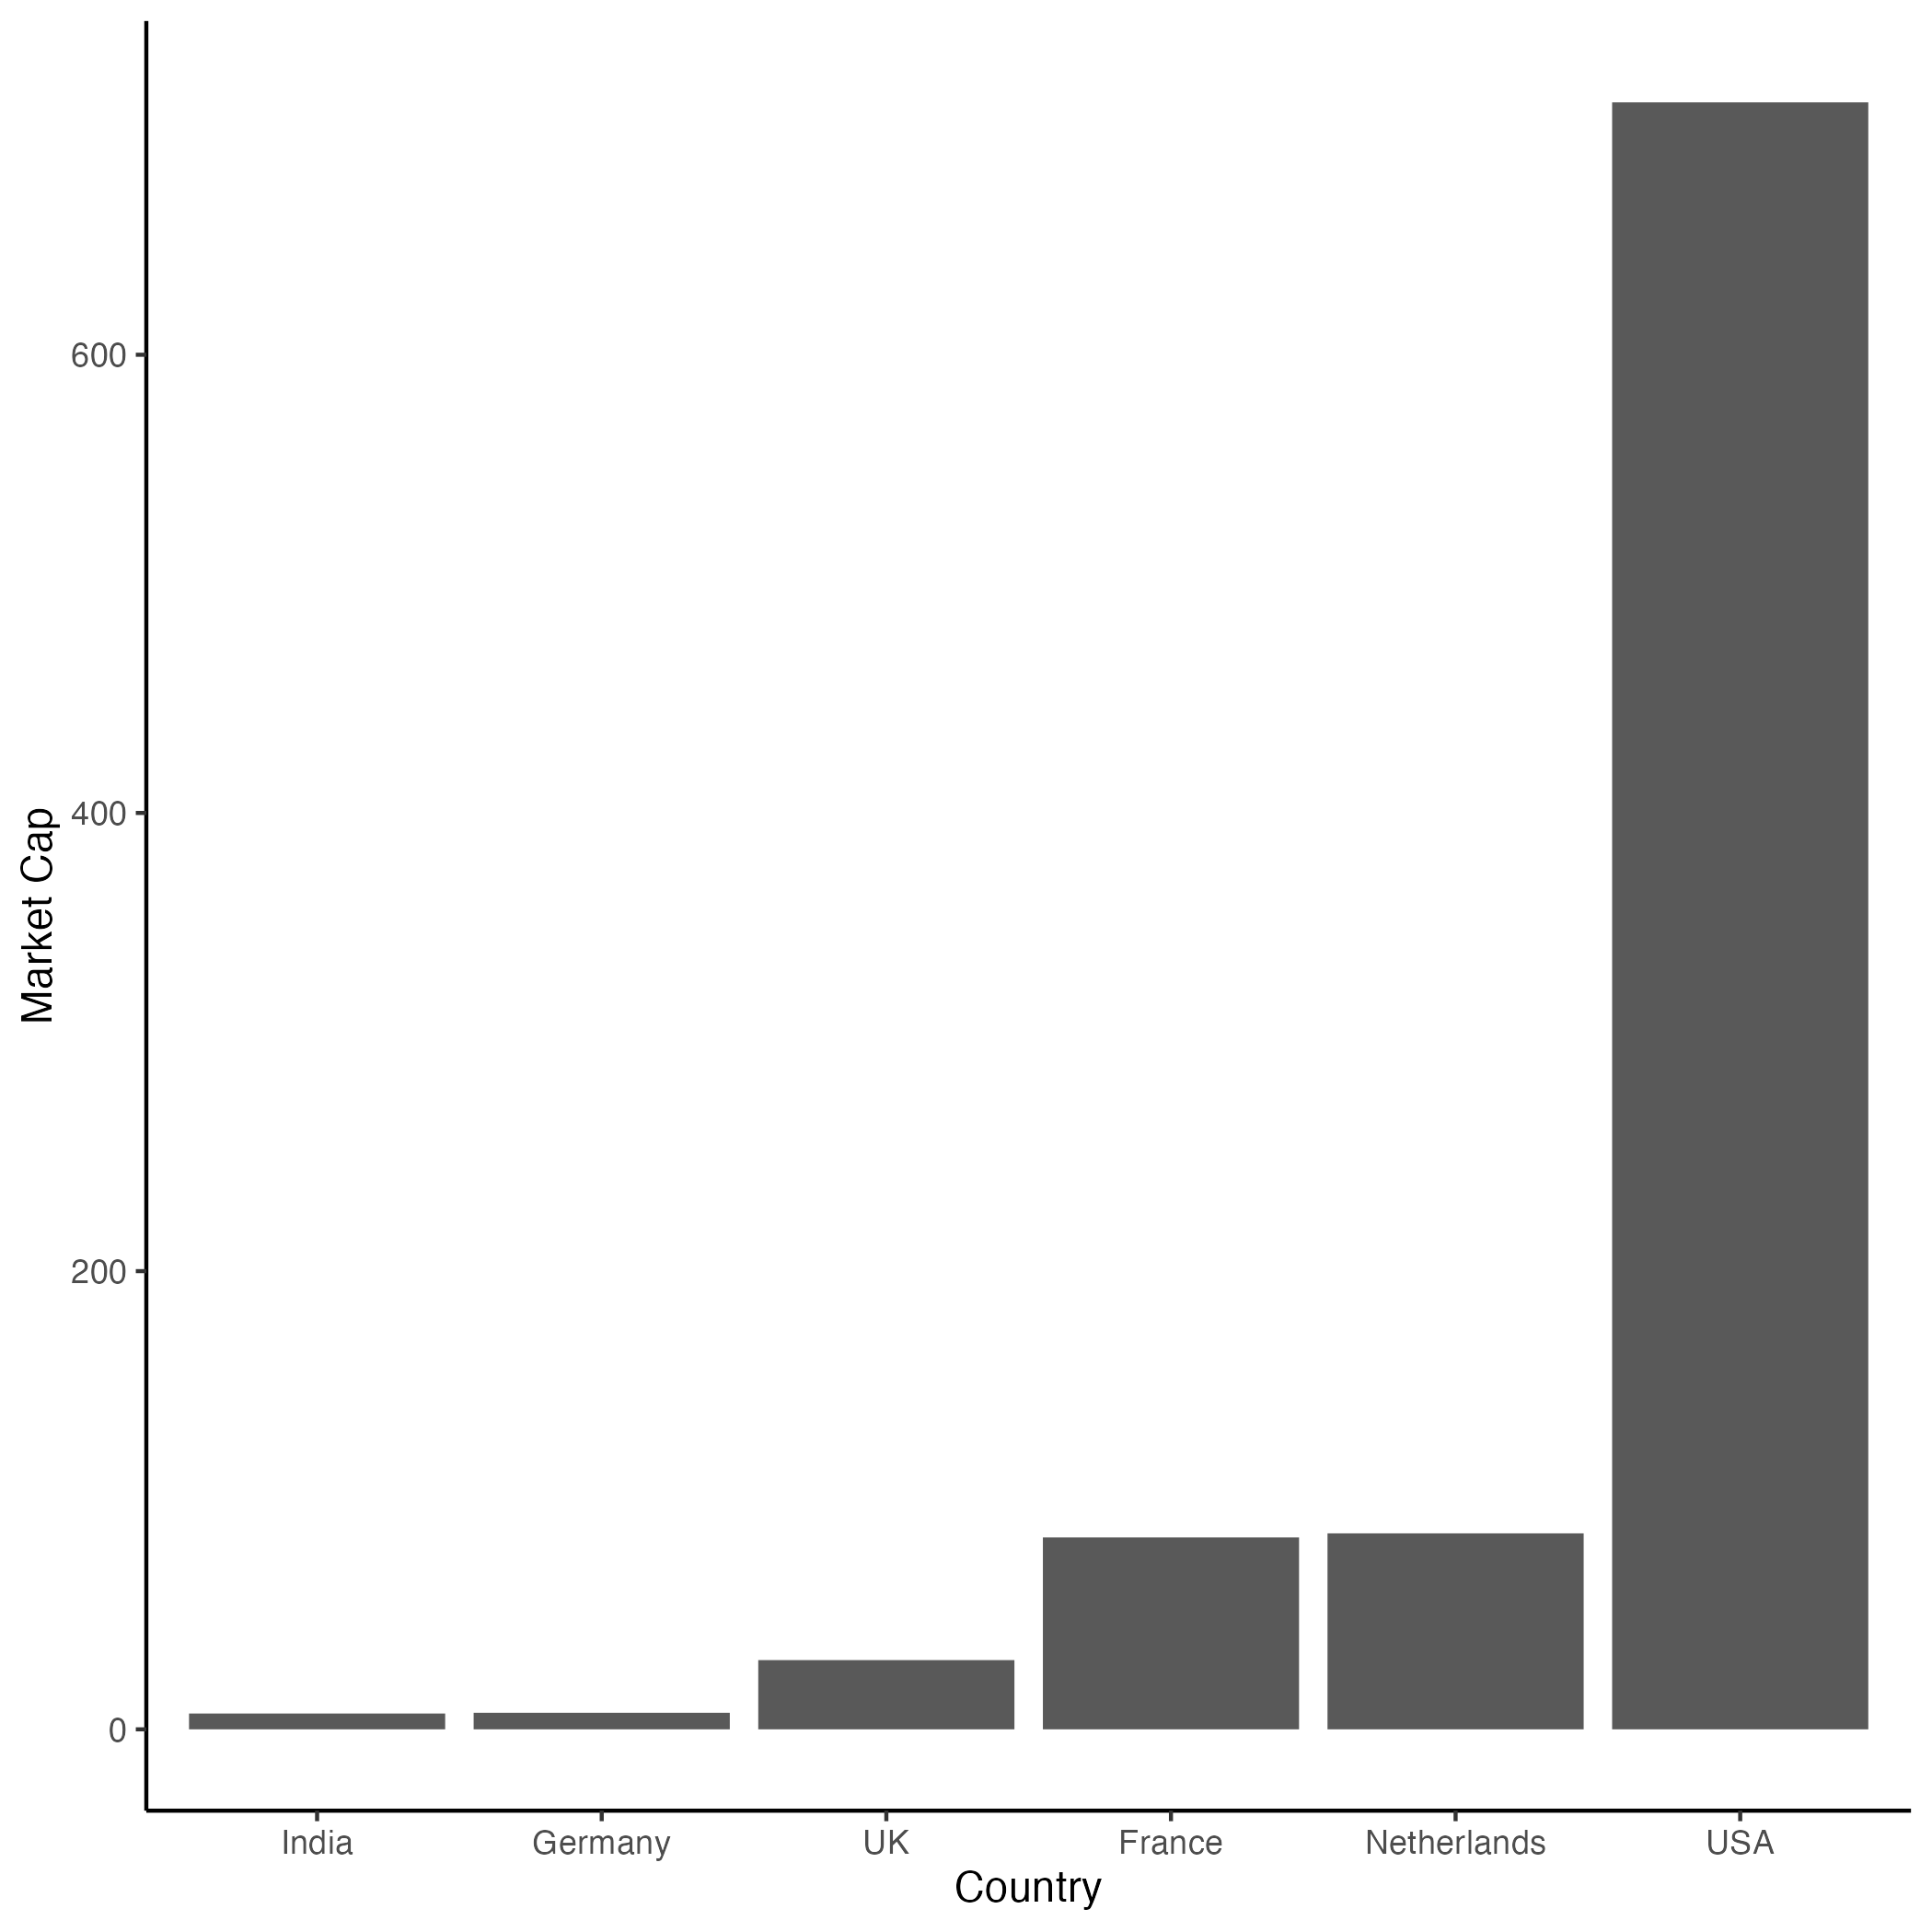 Market Cap
600
400
200
0
India
Germany
UK
France
Netherlands
USA
Country